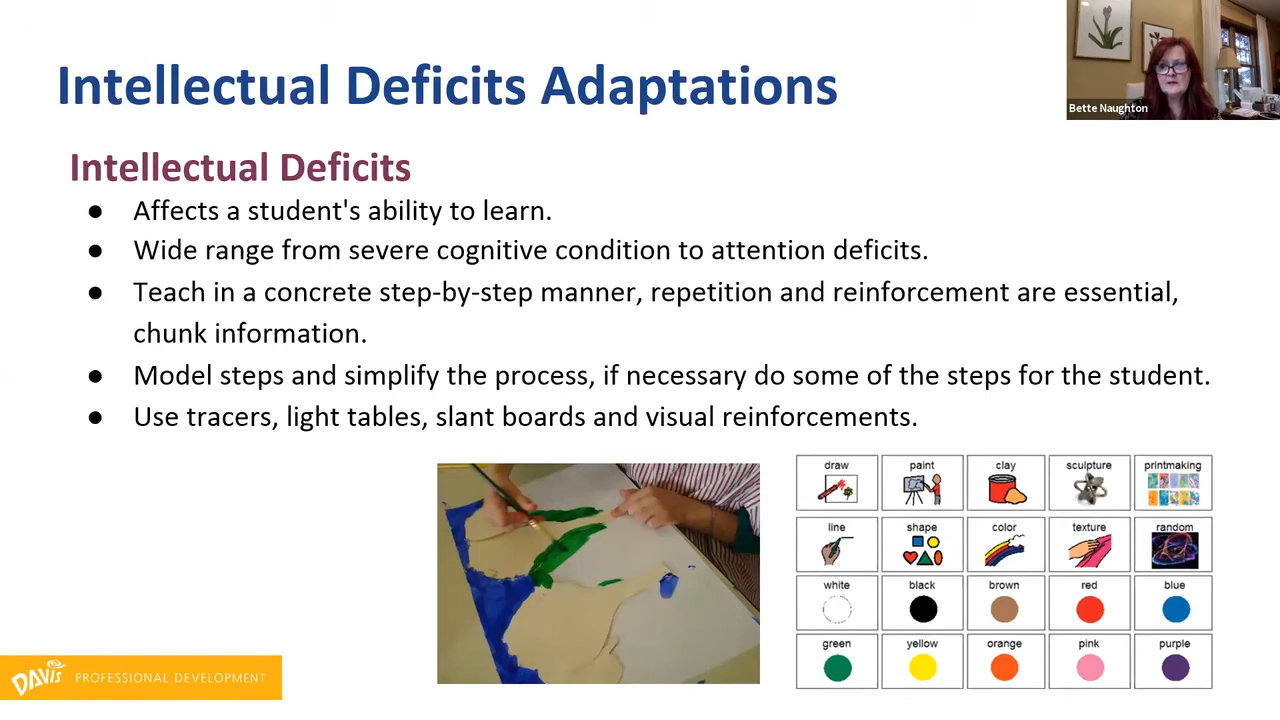 Intellectual Deficits Adaptations
Bette Naughton
Intellectual Deficits
● Affects a student's ability to learn.
● Wide range from severe cognitive condition to attention deficits.
● Teach in a concrete step-by-step manner, repetition and reinforcement are essential,
chunk information.
● Model steps and simplify the process, if necessary do some of the steps for the student.
● Use tracers, light tables, slant boards and visual reinforcements.
draw paint clay sculpture printmaking
line shape color texture random
white black brown red blue
green yellow orange pink purple
DAVIS PROFESSIONAL DEVELOPMENT